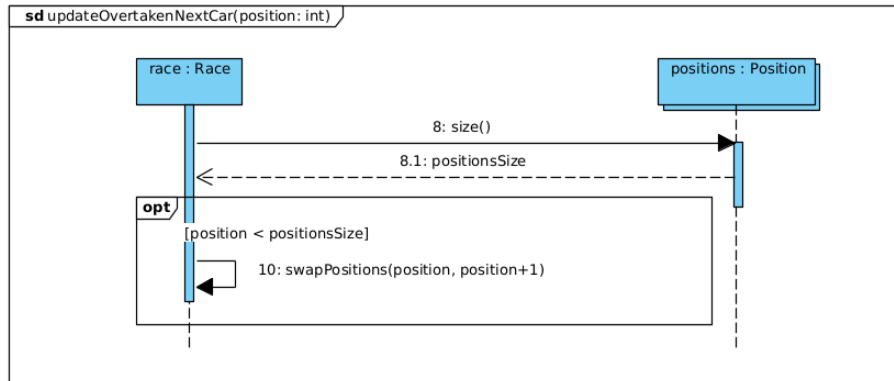 sd updateOvertakenNextCar(position: int)
race : Race
positions : Position
8: size()
8.1: positionsSize
opt
[position < positionsSize]
10: swapPositions(position, position+1)